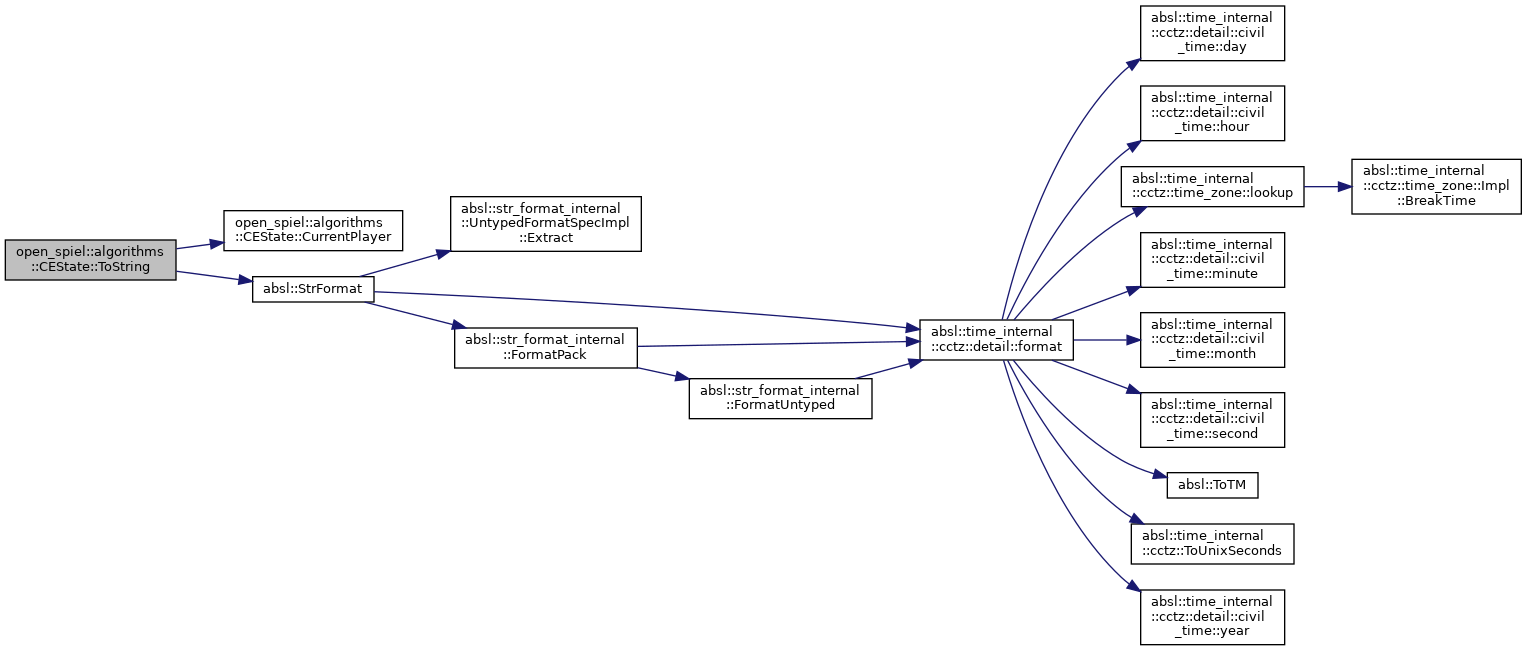 open_spiel::algorithms
::CEState::ToString
open_spiel::algorithms
::CEState::CurrentPlayer
absl::StrFormat
absl::str_format_internal
::UntypedFormatSpecImpl
::Extract
absl::str_format_internal
::FormatPack
absl::str_format_internal
::FormatUntyped
absl::time_internal
::cctz::detail::format
absl::time_internal
::cctz::detail::civil
_time::day
absl::time_internal
::cctz::detail::civil
_time::hour
absl::time_internal
::cctz::time_zone::lookup
absl::time_internal
::cctz::time_zone::Impl
::BreakTime
absl::time_internal
::cctz::detail::civil
_time::minute
absl::time_internal
::cctz::detail::civil
_time::month
absl::time_internal
::cctz::detail::civil
_time::second
absl::ToTM
absl::time_internal
::cctz::ToUnixSeconds
absl::time_internal
::cctz::detail::civil
_time::year